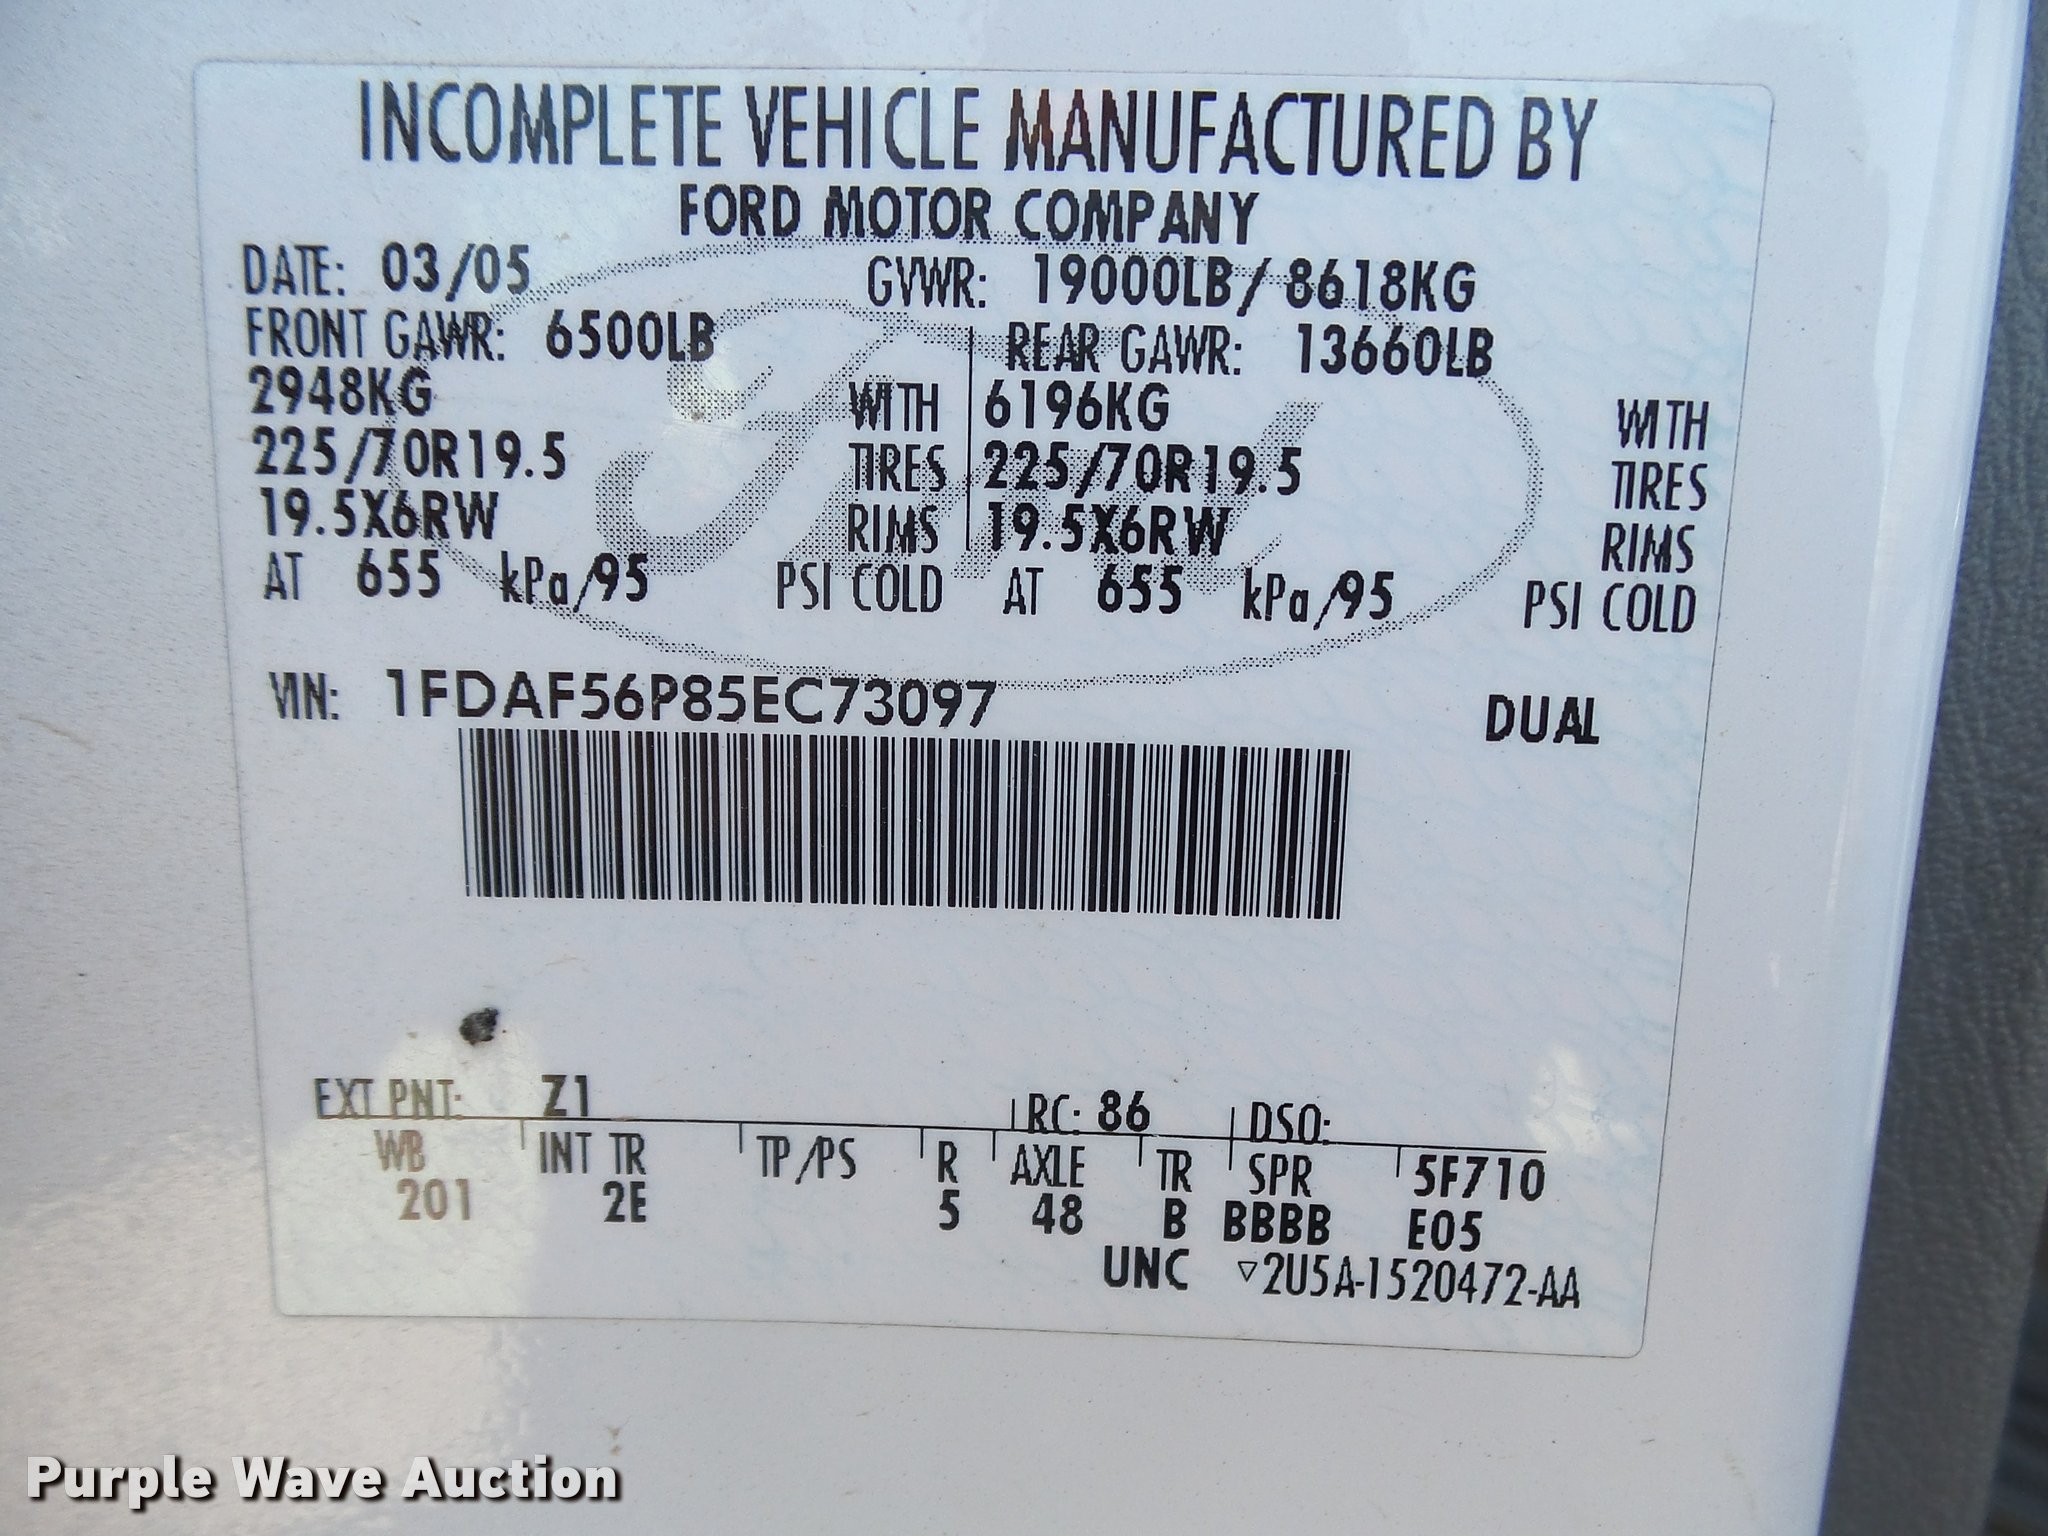 INCOMPLETE VEHICLE MANUFACTURED BY
FORD MOTOR COMPANY
DATE: 03/05 GVWR: 19000LB/ 8618KG
FRONT GAWR: 6500LB REAR GAWR: 13660LB
2948KG WITH 6196KG WITH
225/70R19.5 TIRES 225/70R19.5 TIRES
19.5X6RW RIMS 19.5X6RW RIMS
AT 655 kPa/95 PSI COLD AT 655 kPa/95 PSI COLD
VIN: 1FDAF56P85EC73097 DUAL
EXT PNT: Z1 RC: 86 DSO:
WB INT TR TP/PS R AXLE TR SPR 5F710
201 2E 5 48 B BBBB E05
UNC ▽2U5A-1520472-AA
Purple Wave Auction